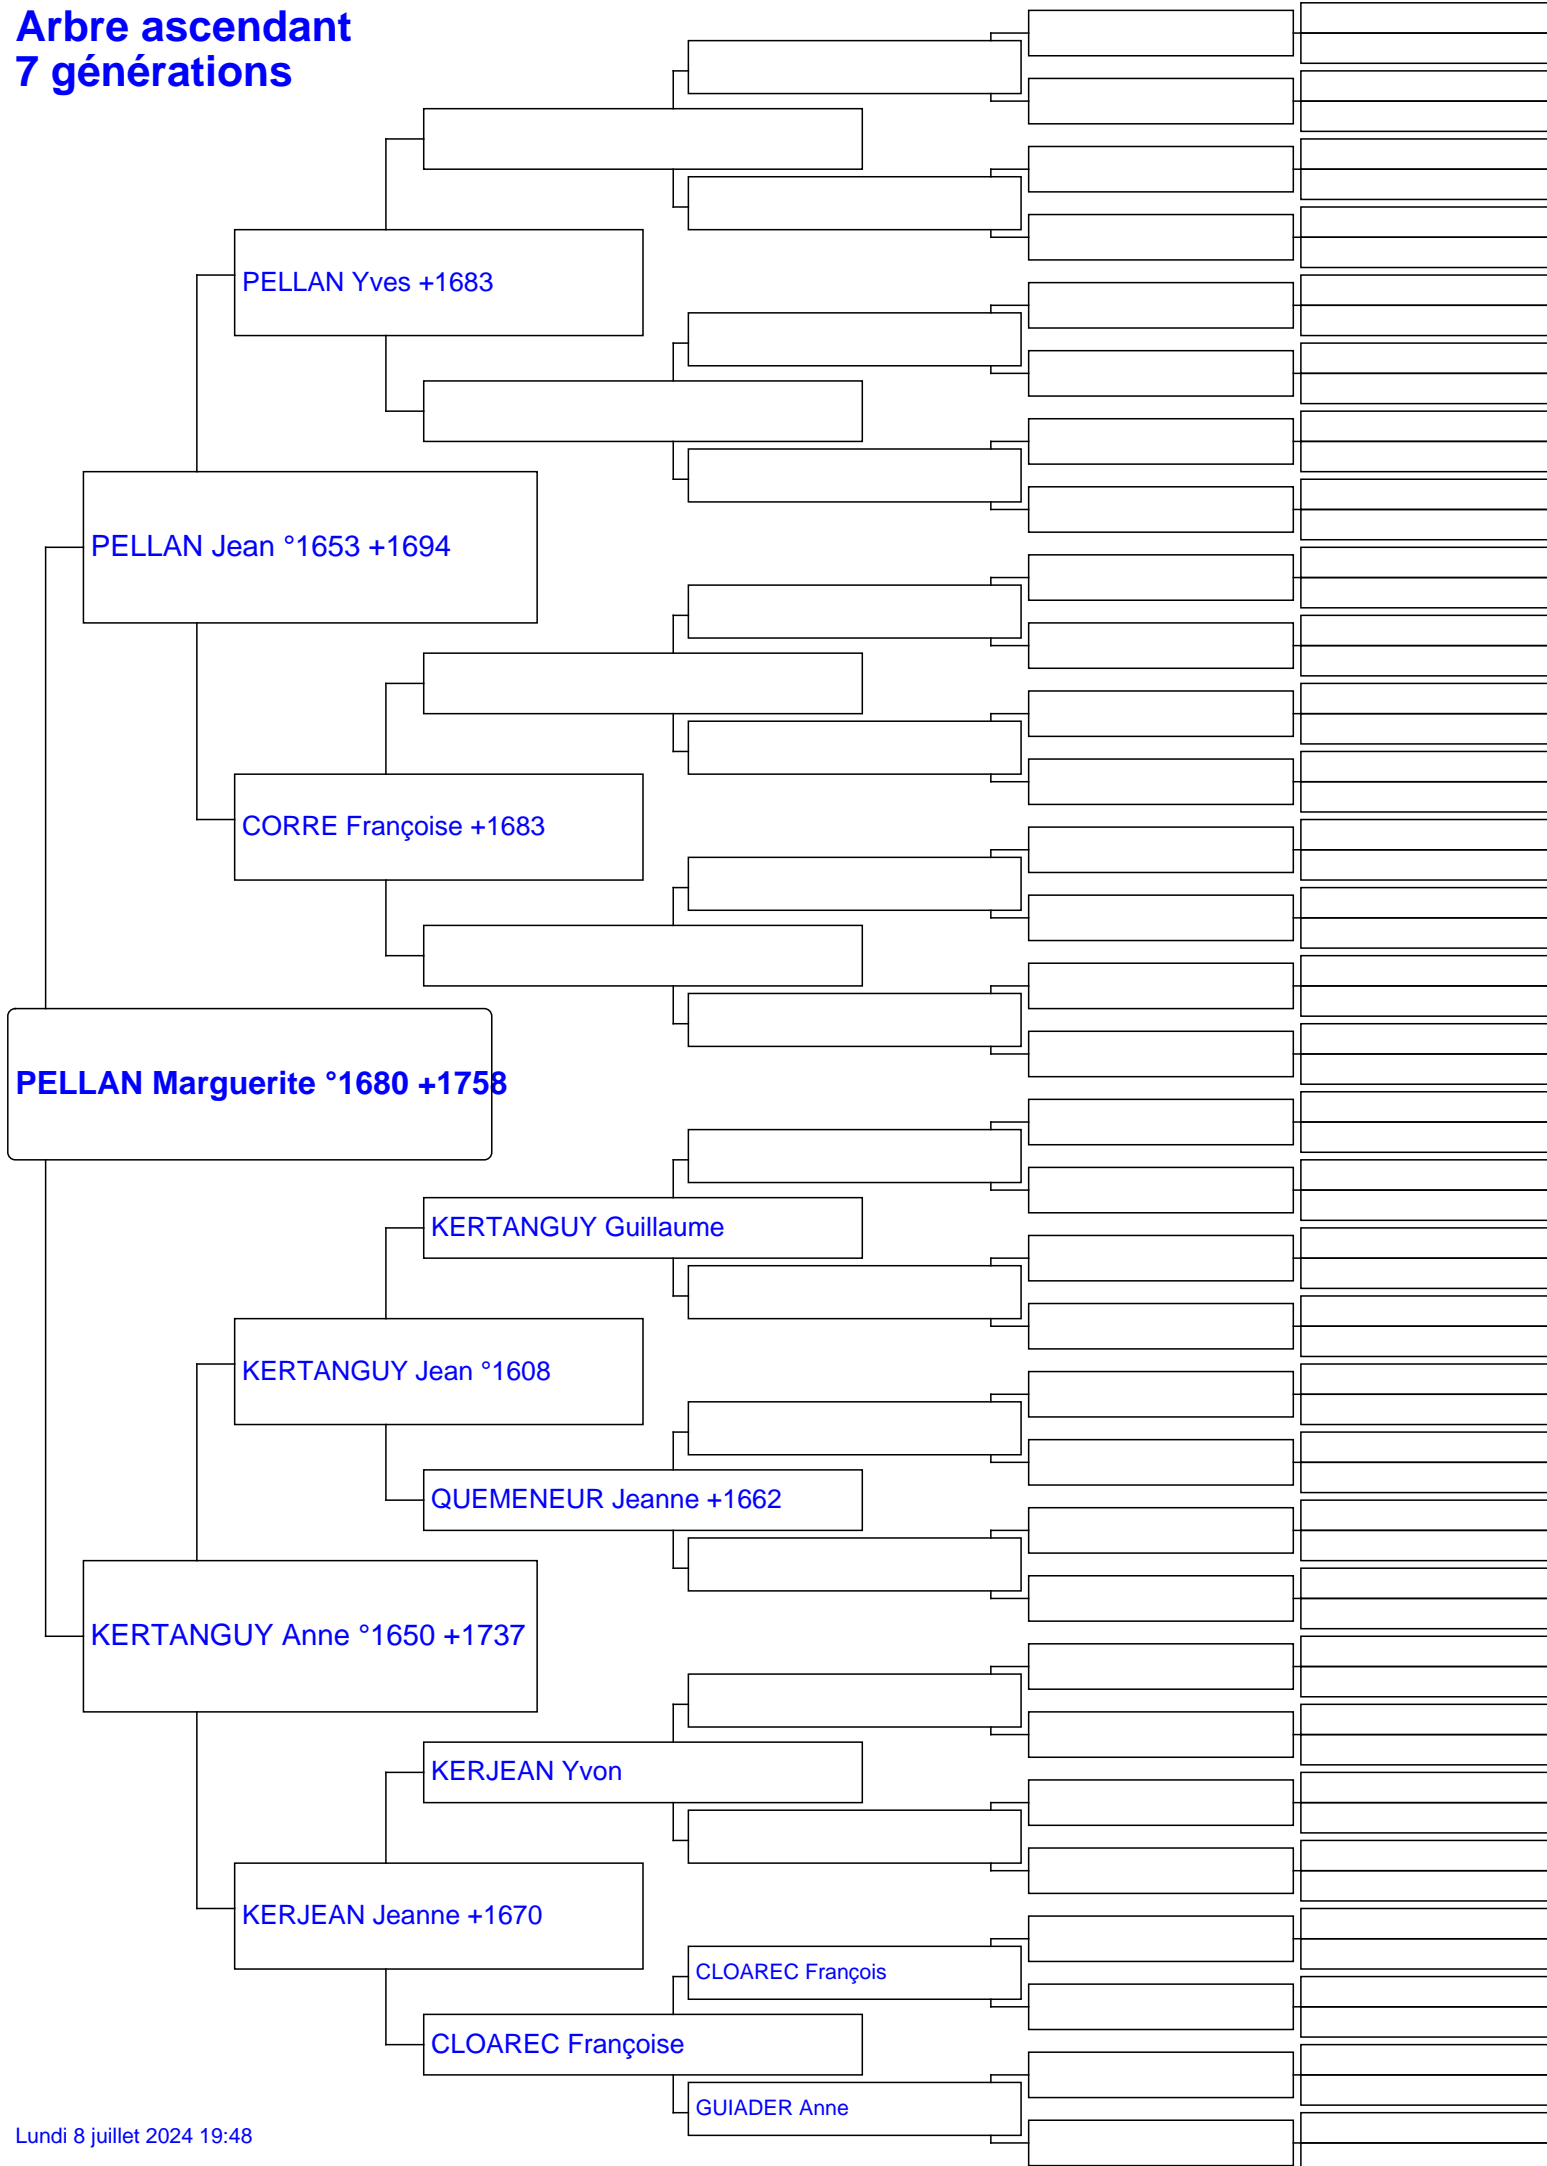 Arbre ascendant
7 générations
PELLAN Yves +1683
PELLAN Jean °1653 +1694
CORRE Françoise +1683
PELLAN Marguerite °1680 +1758
KERTANGUY Guillaume
KERTANGUY Jean °1608
QUEMENEUR Jeanne +1662
KERTANGUY Anne °1650 +1737
KERJEAN Yvon
KERJEAN Jeanne +1670
CLOAREC François
CLOAREC Françoise
GUIADER Anne
Lundi 8 juillet 2024 19:48